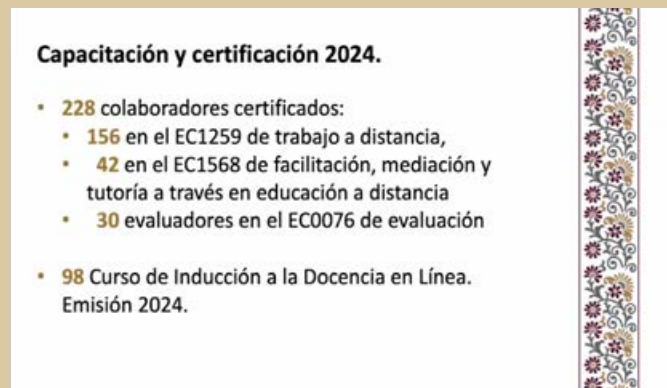 Capacitación y certificación 2024.
• 228 colaboradores certificados:
• 156 en el EC1259 de trabajo a distancia,
• 42 en el EC1568 de facilitación, mediación y
tutoría a través en educación a distancia
• 30 evaluadores en el EC0076 de evaluación
• 98 Curso de Inducción a la Docencia en Línea.
Emisión 2024.